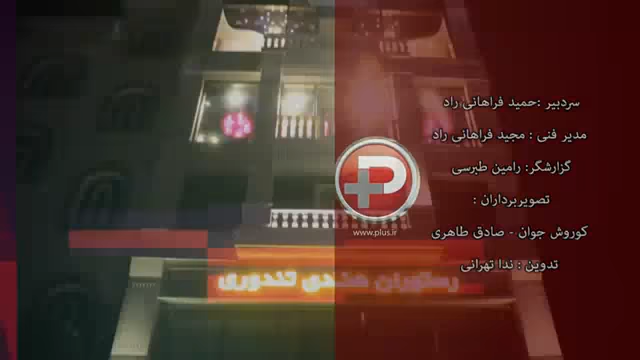 سردبیر :حمید فراهانی راد
مدیر فنی : مجید فراهانی راد
گزارشگر: رامین طبرسی
تصویربرداران :
کوروش جوان - صادق طاهری
تدوین : ندا تهرانی
P
www.plus.ir
رستوران هندی تندوری